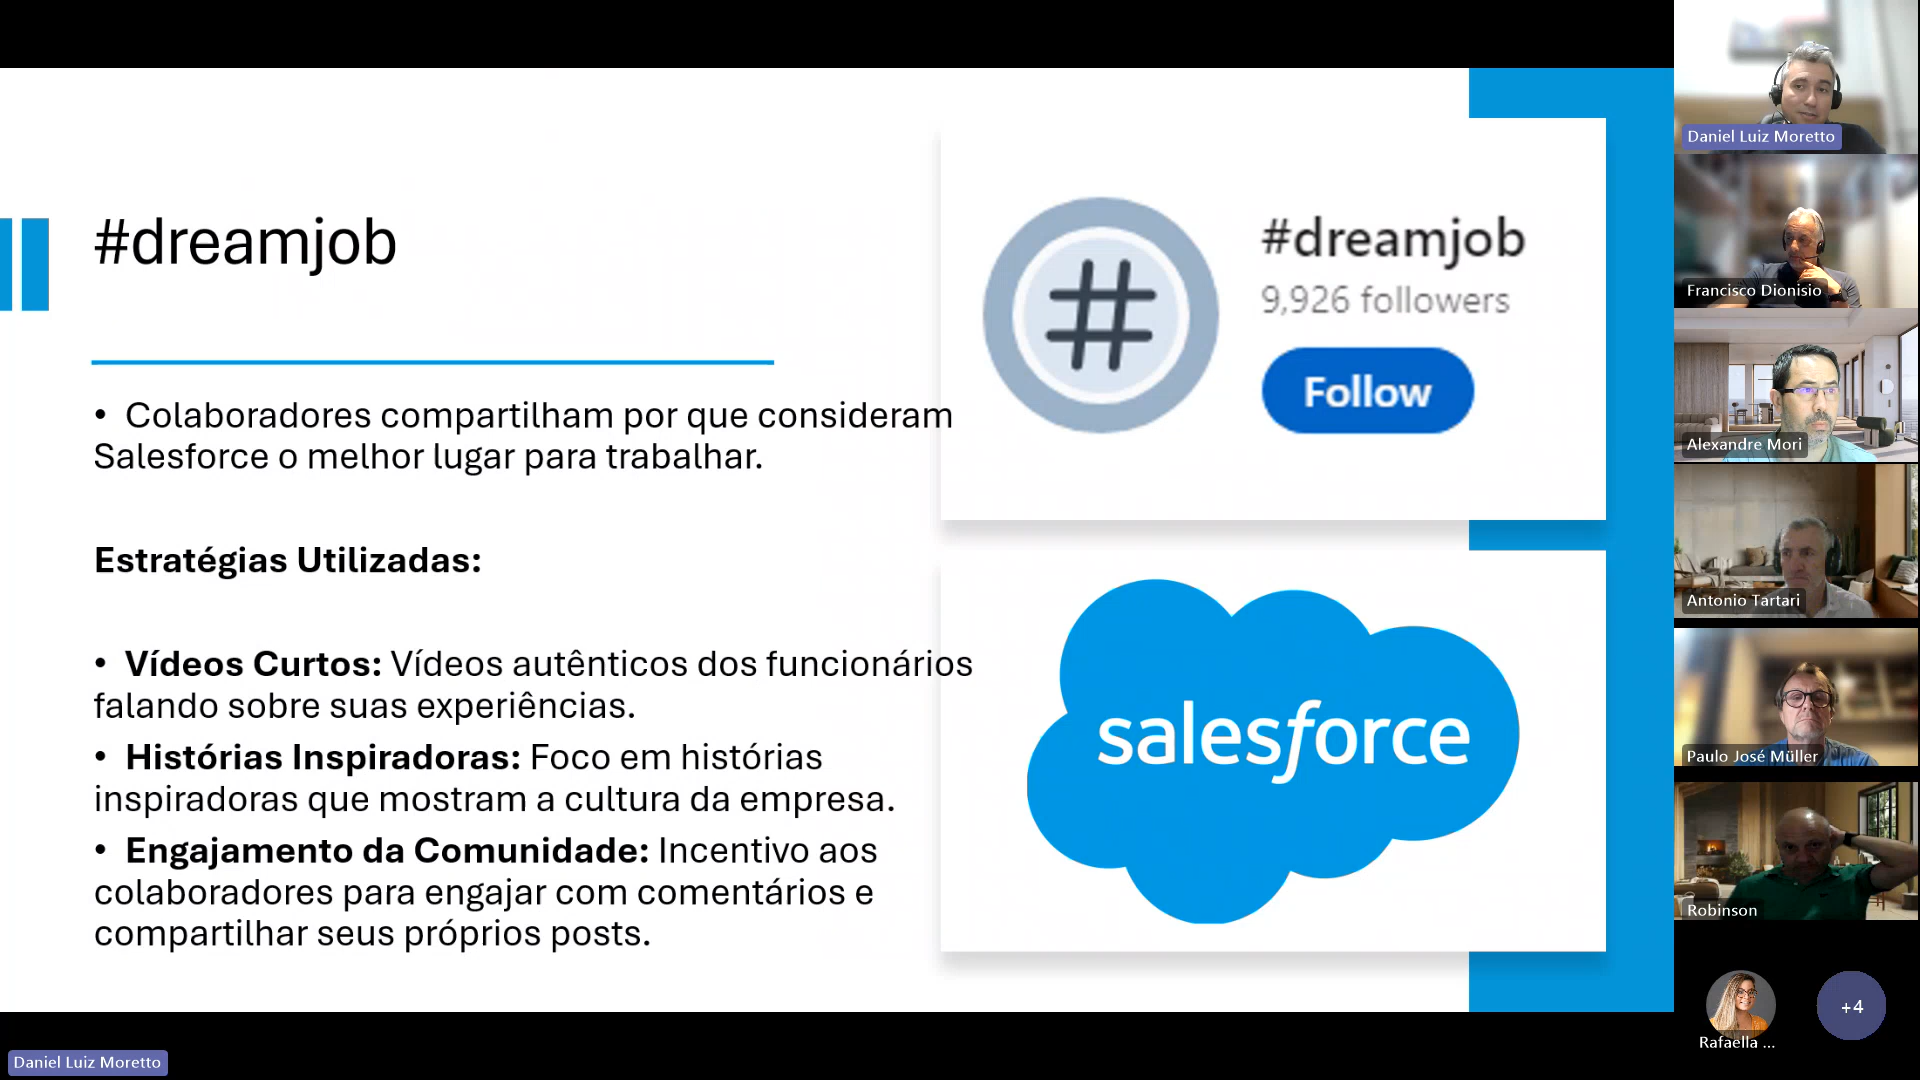 #dreamjob
• Colaboradores compartilham por que consideram
Salesforce o melhor lugar para trabalhar.
Estratégias Utilizadas:
• Vídeos Curtos: Vídeos autênticos dos funcionários
falando sobre suas experiências.
• Histórias Inspiradoras: Foco em histórias
inspiradoras que mostram a cultura da empresa.
• Engajamento da Comunidade: Incentivo aos
colaboradores para engajar com comentários e
compartilhar seus próprios posts.
#dreamjob
9,926 followers
Follow
salesforce
Daniel Luiz Moretto
Francisco Dionisio
Alexandre Mori
Antonio Tartari
Paulo José Müller
Robinson
Rafaella ...
+4
Daniel Luiz Moretto